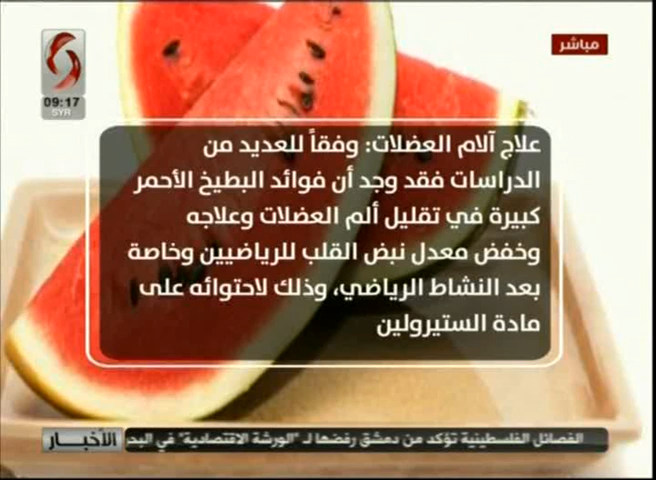 مباشر
09:17
SYR
علاج آلام العضلات: وفقاً للعديد من
الدراسات فقد وجد أن فوائد البطيخ الأحمر
كبيرة في تقليل ألم العضلات وعلاجه
وخفض معدل نبض القلب للرياضيين وخاصة
بعد النشاط الرياضي، وذلك لاحتوائه على
مادة الستيرولين
الأخبار
الفصائل الفلسطينية تؤكد من دمشق رفضها لـ "الورشة الاقتصادية" في البحر